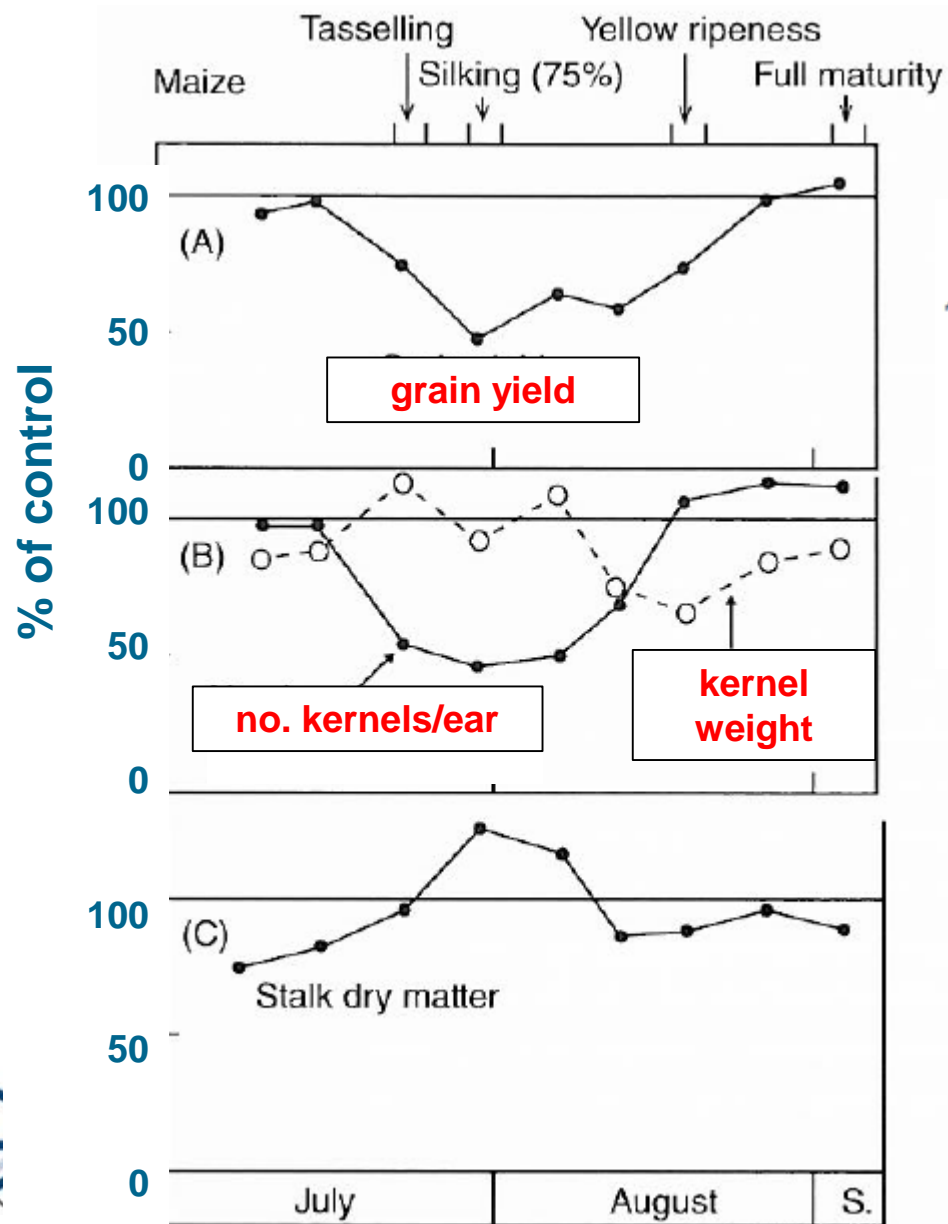 Tasselling
Yellow ripeness
Maize
Silking (75%)
Full maturity
% of control
100
(A)
50
grain yield
0
100
(B)
50
no. kernels/ear
kernel
weight
0
100
(C)
Stalk dry matter
50
0
July
August
S.